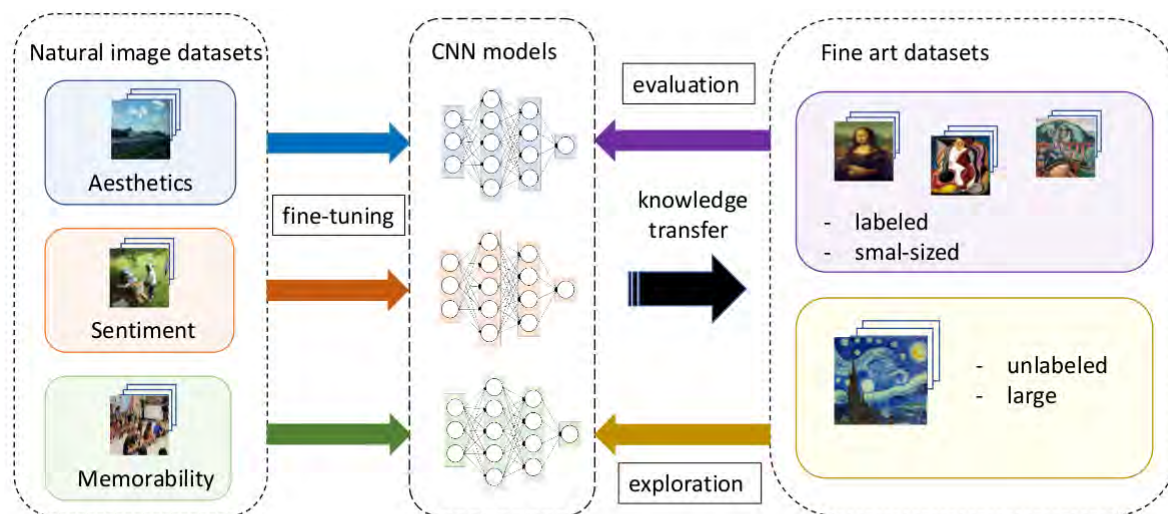 Natural image datasets
Aesthetics
Sentiment
Memorability
fine-tuning
CNN models
evaluation
knowledge
transfer
exploration
Fine art datasets
- labeled
- smal-sized
- unlabeled
- large